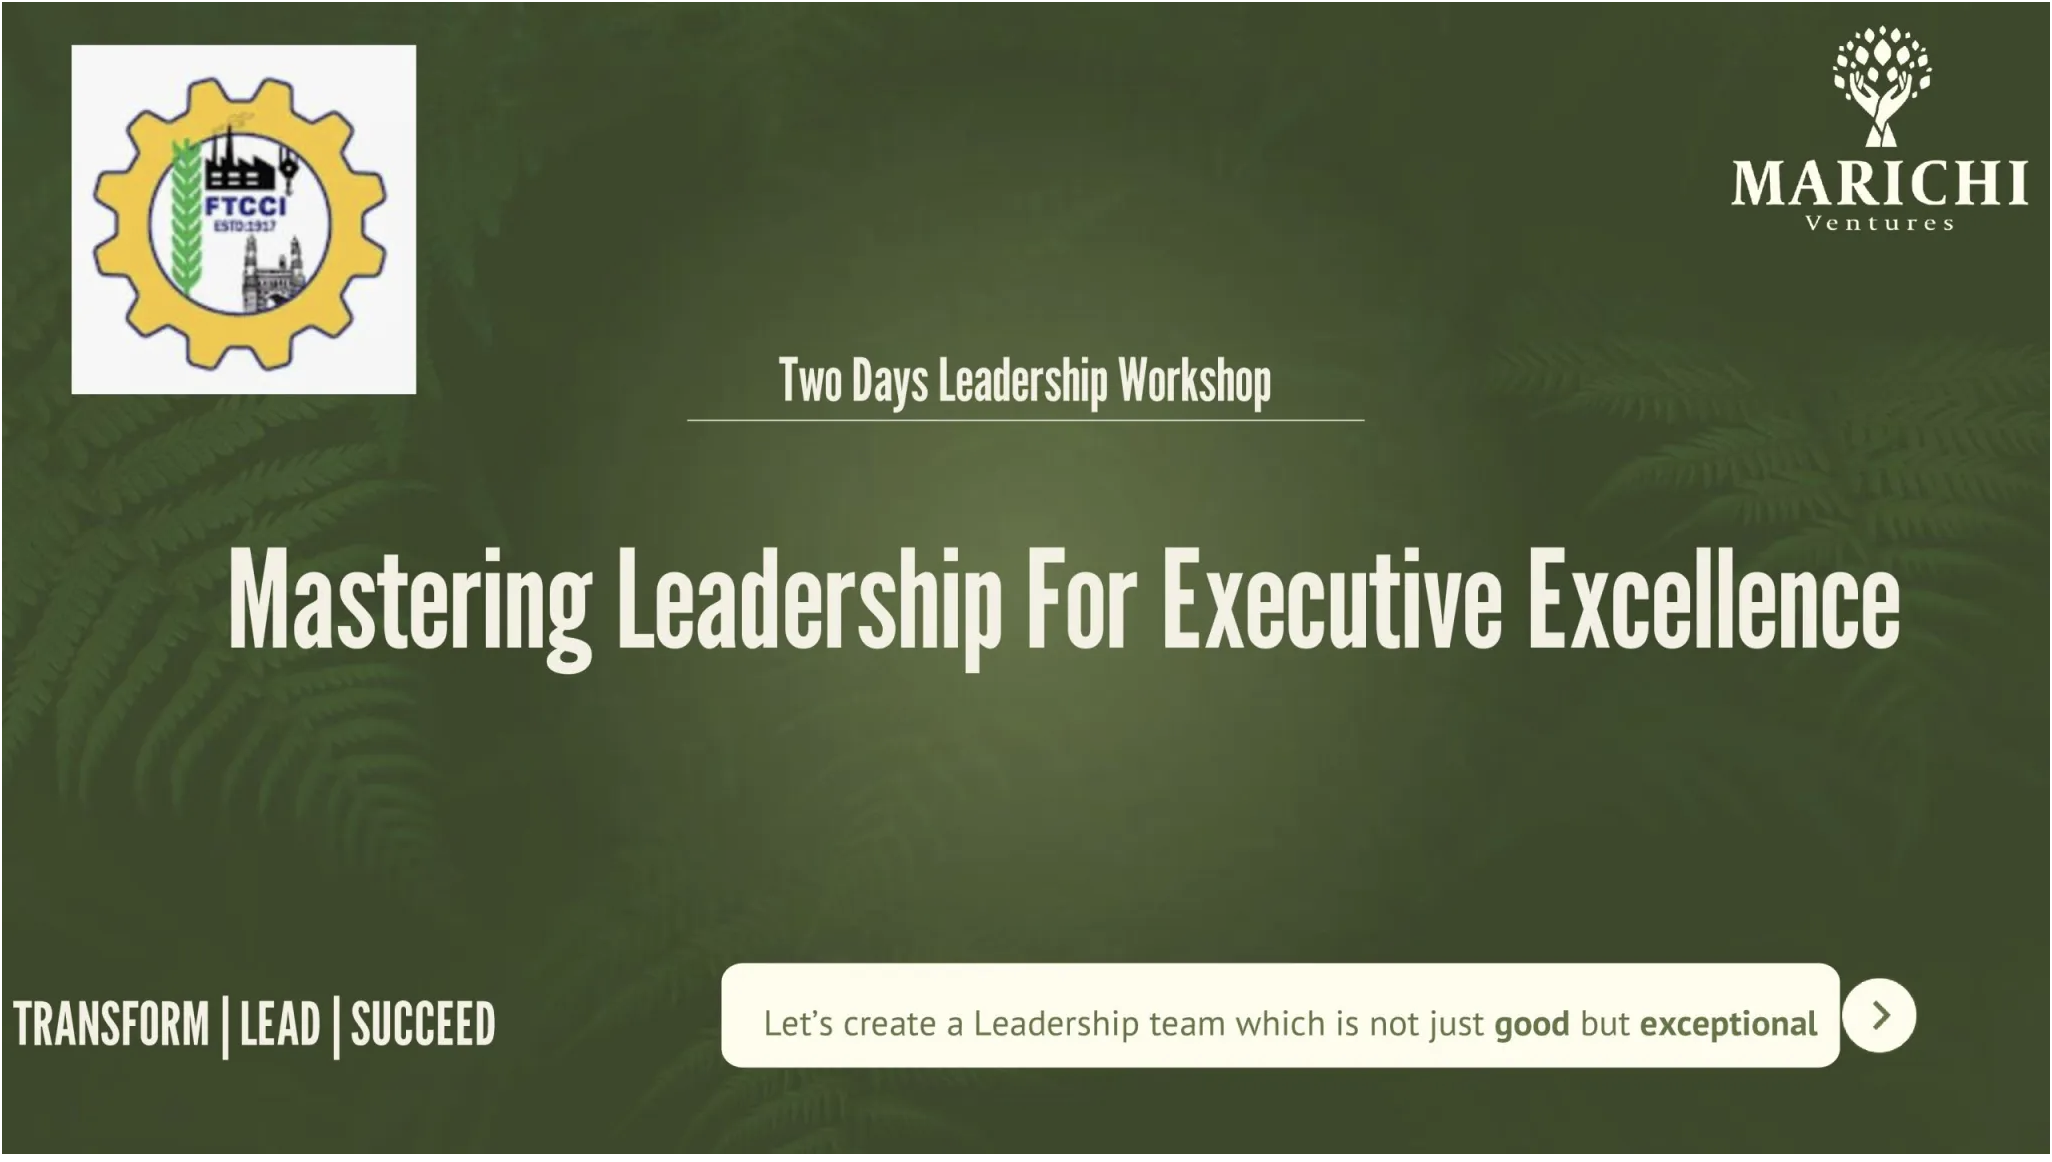 FTCCI
ESTD:1917
MARICHI
Ventures
Two Days Leadership Workshop
Mastering Leadership For Executive Excellence
TRANSFORM | LEAD | SUCCEED
Let’s create a Leadership team which is not just good but exceptional